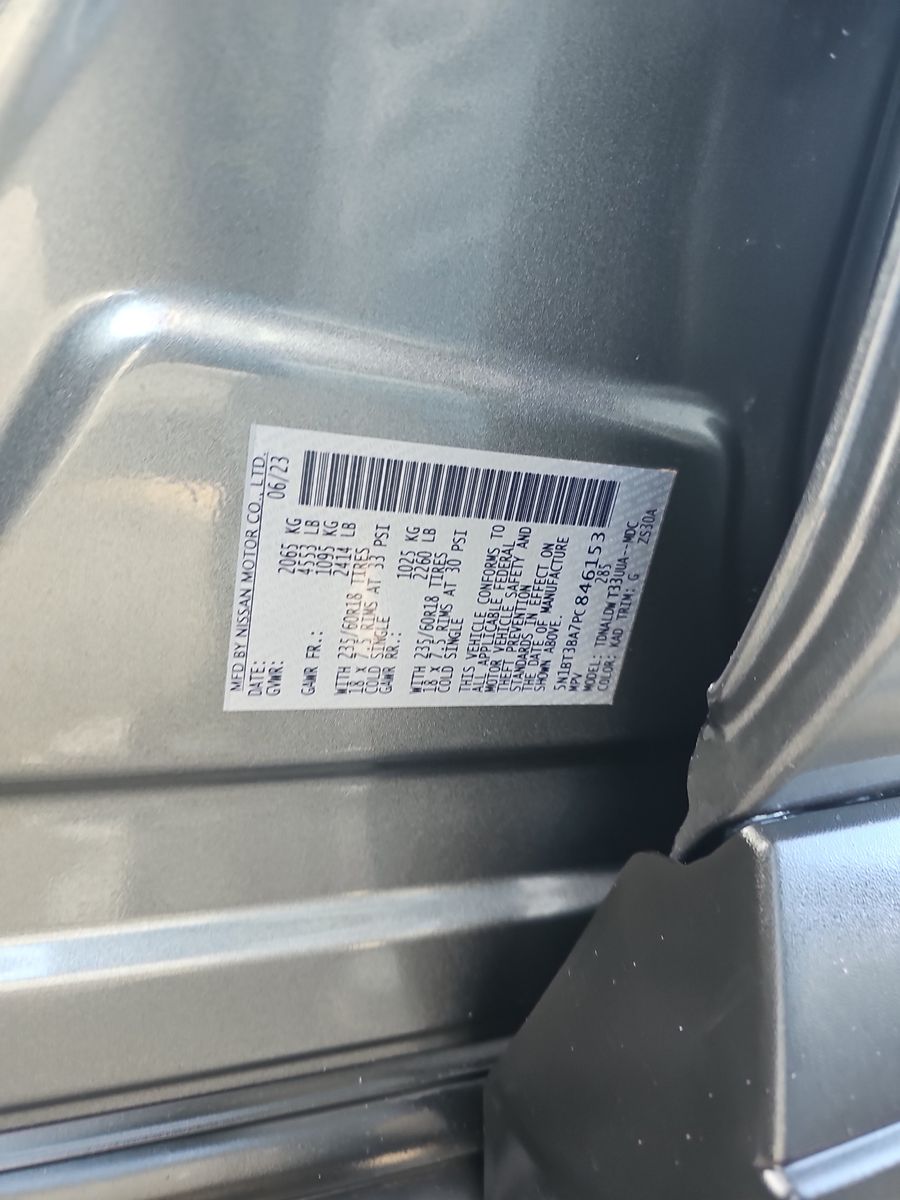 MFD BY NISSAN MOTOR CO., LTD.
DATE: 06/23
GVWR: 2065 KG
4553 LB
GAWR FR.: 1095 KG
2414 LB
WITH 235/60R18 TIRES
18 X 7.5 RIMS AT 33 PSI
COLD SINGLE
GAWR RR.: 1025 KG
2260 LB
WITH 235/60R18 TIRES
18 X 7.5 RIMS AT 30 PSI
COLD SINGLE
THIS VEHICLE CONFORMS TO
ALL APPLICABLE FEDERAL
MOTOR VEHICLE SAFETY AND
THEFT PREVENTION
STANDARDS IN EFFECT ON
THE DATE OF MANUFACTURE
SHOWN ABOVE.
5N1BT3BA7PC846153
MPV 285
MODEL: TDNALDWT33UUA--MDC
COLOR: KAD TRIM: G ZS30A